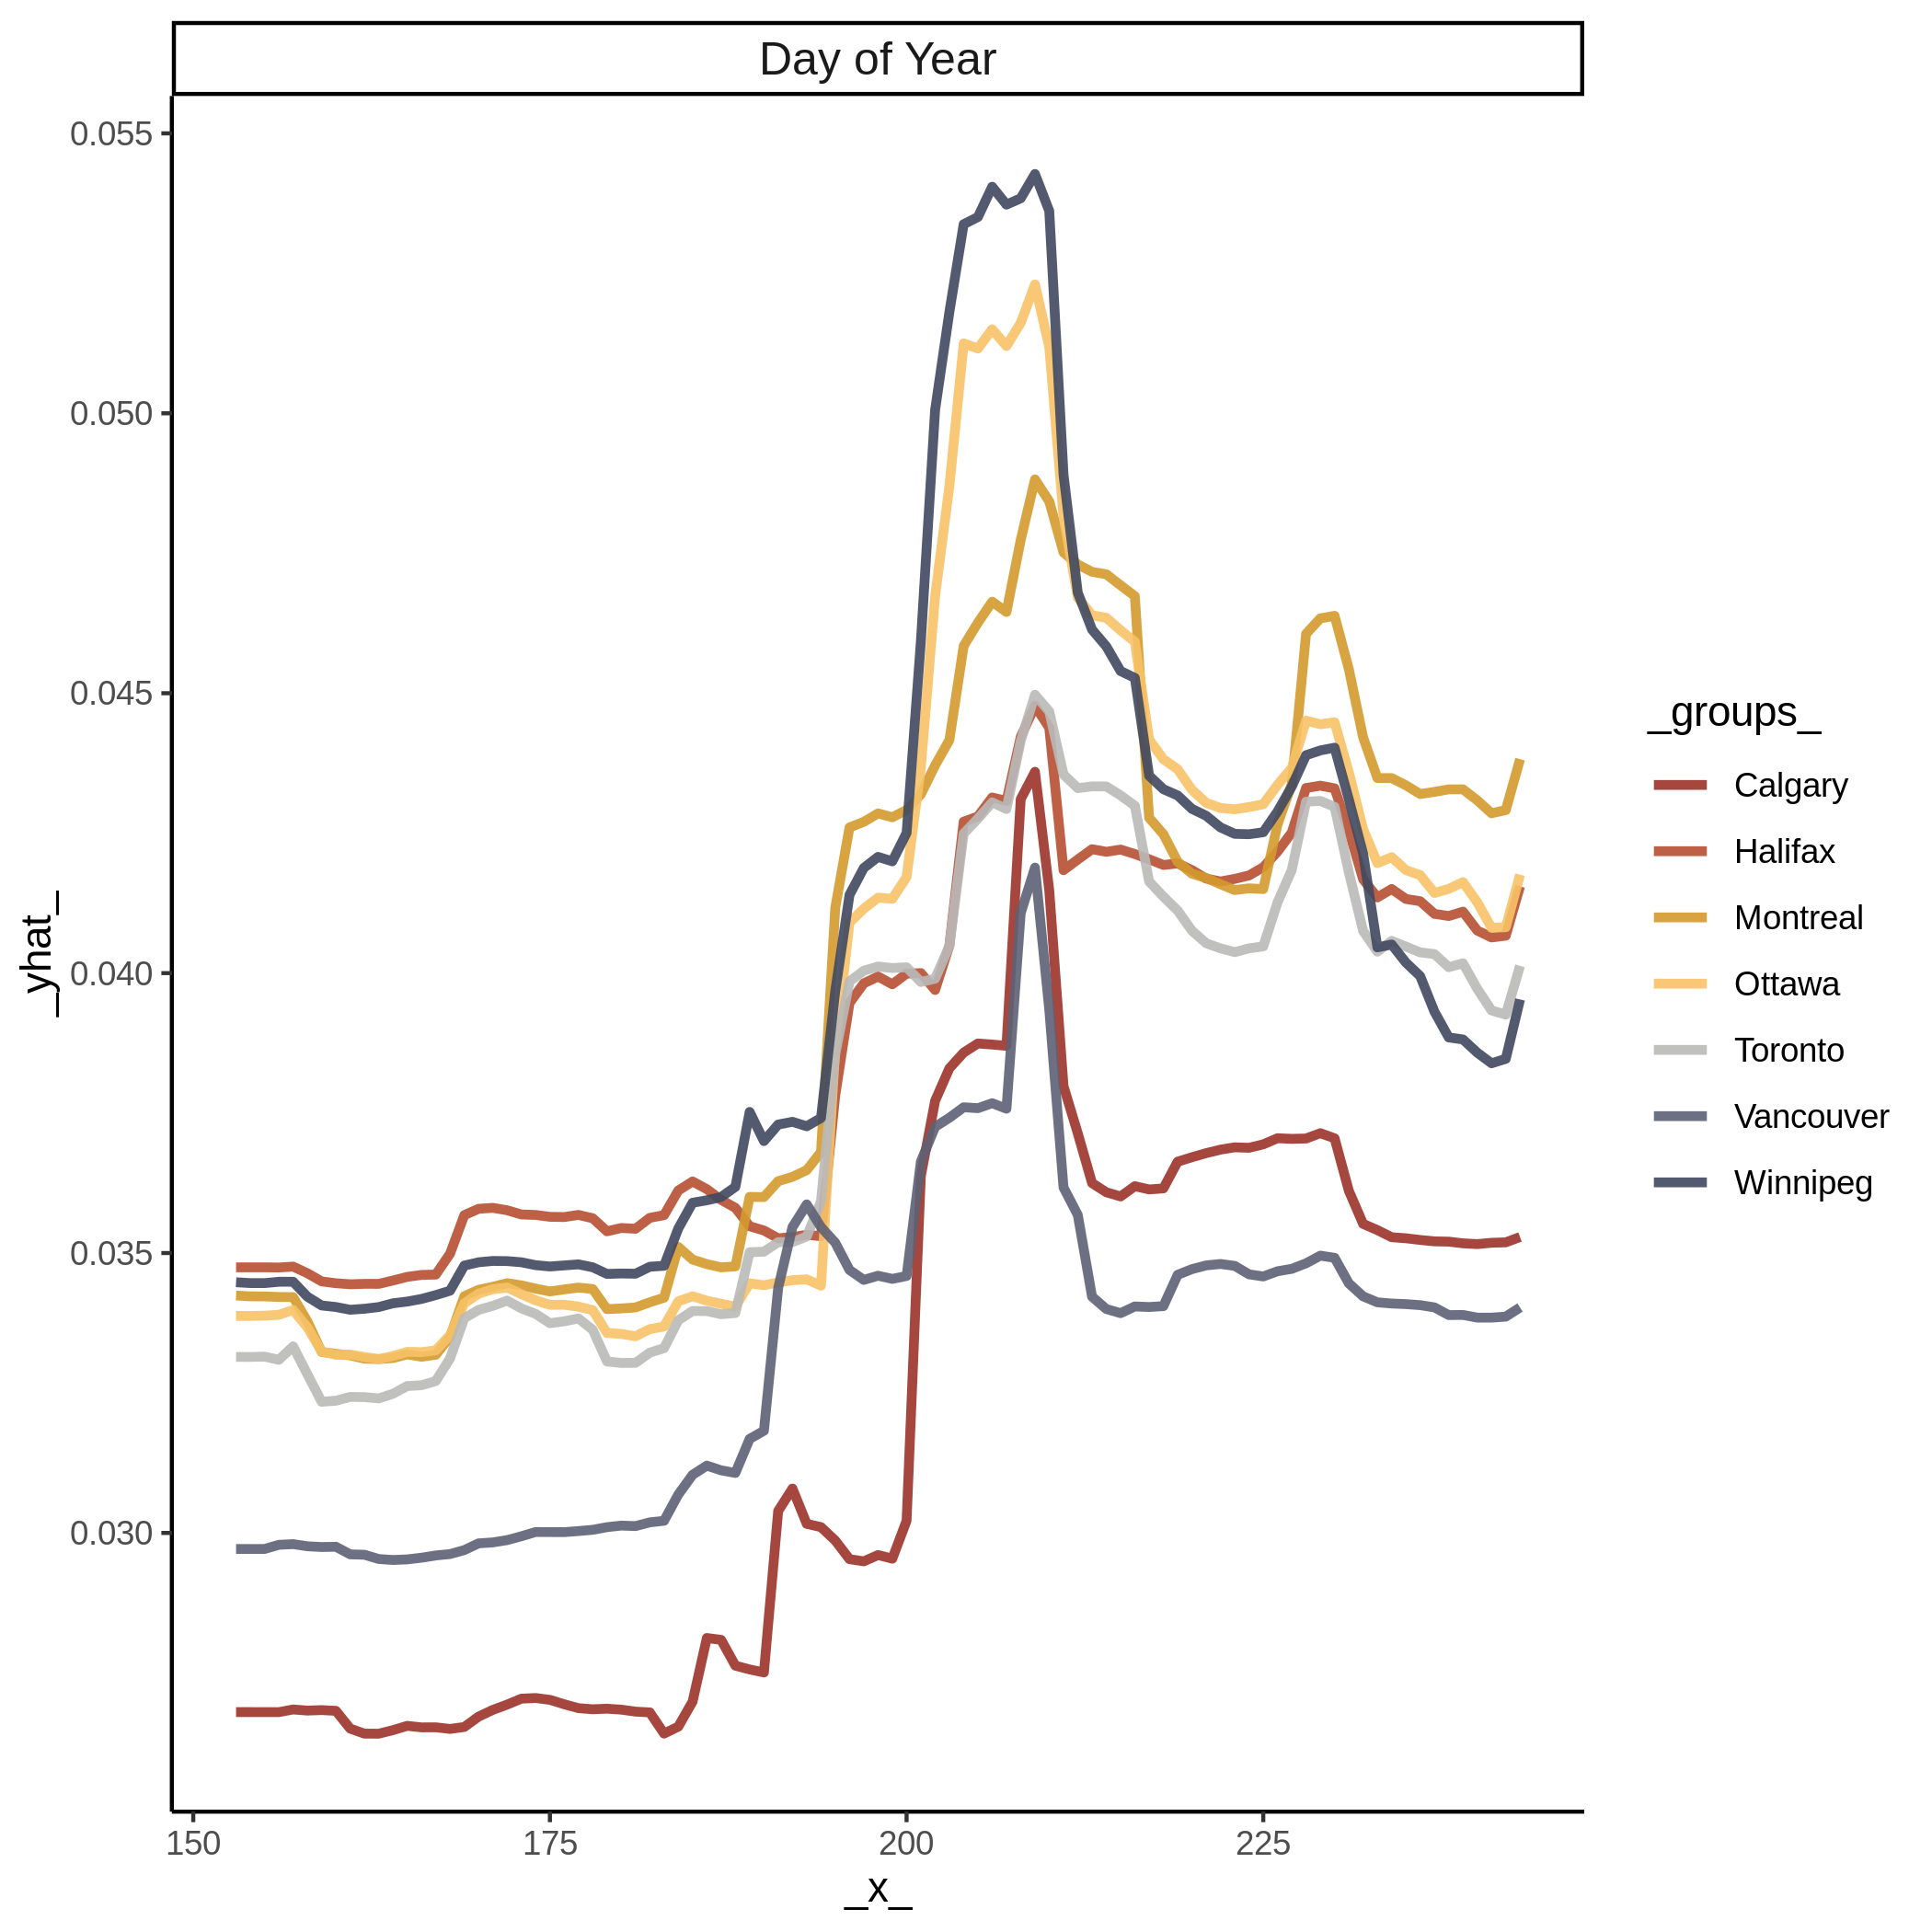 Day of Year
0.055
0.050
0.045
0.040
0.035
0.030
_yhat_
150 175 200 225
_x_
_groups_
Calgary
Halifax
Montreal
Ottawa
Toronto
Vancouver
Winnipeg